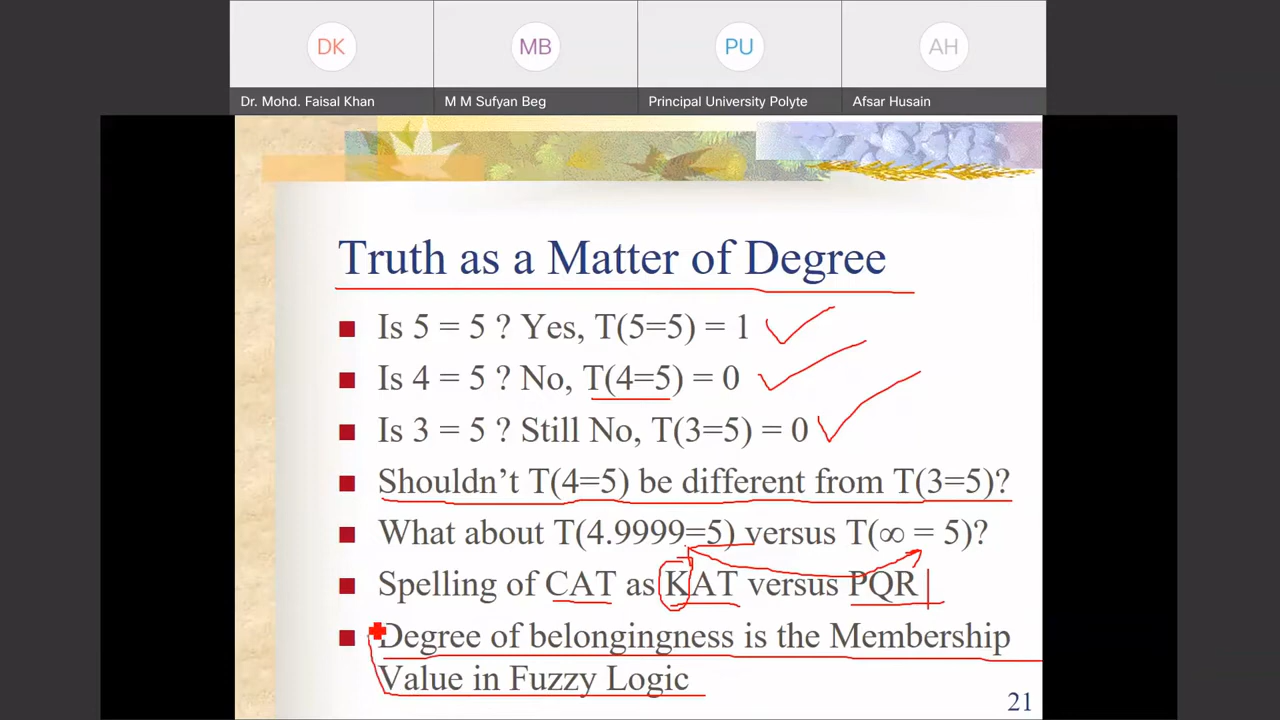 DK MB PU AH
Dr. Mohd. Faisal Khan M M Sufyan Beg Principal University Polyte Afsar Husain
Truth as a Matter of Degree
Is 5 = 5 ? Yes, T(5=5) = 1
Is 4 = 5 ? No, T(4=5) = 0
Is 3 = 5 ? Still No, T(3=5) = 0
Shouldn't T(4=5) be different from T(3=5)?
What about T(4.9999=5) versus T(∞ = 5)?
Spelling of CAT as KAT versus PQR
Degree of belongingness is the Membership
Value in Fuzzy Logic
21